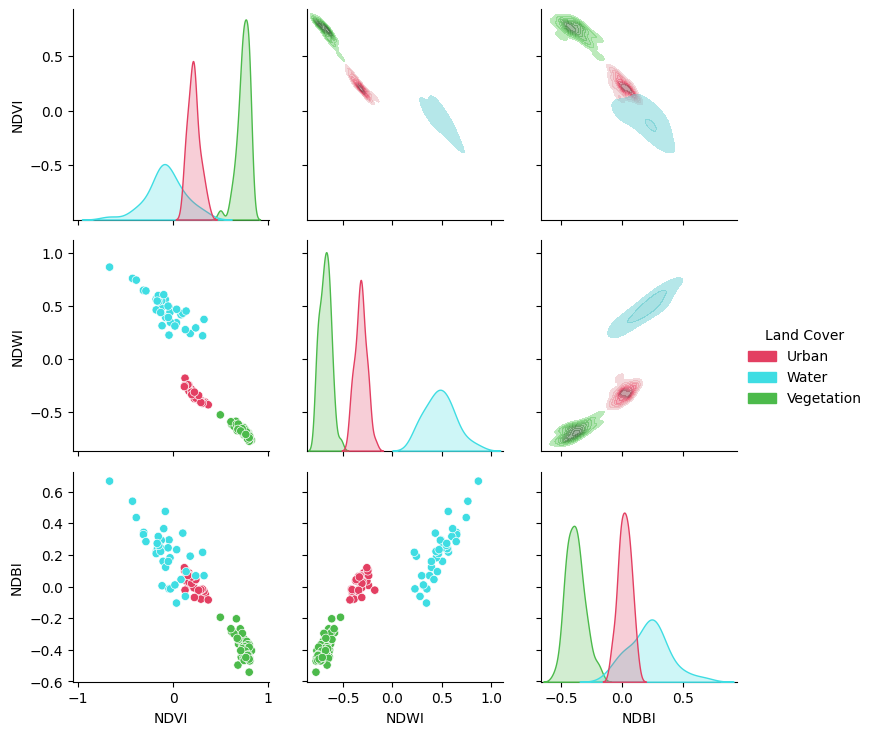 NDVI
0.5
0.0
−0.5
NDWI
1.0
0.5
0.0
−0.5
Land Cover
Urban
Water
Vegetation
NDBI
0.6
0.4
0.2
0.0
−0.2
−0.4
−0.6
−1 0 1
−0.5 0.0 0.5 1.0
−0.5 0.0 0.5
NDVI NDWI NDBI